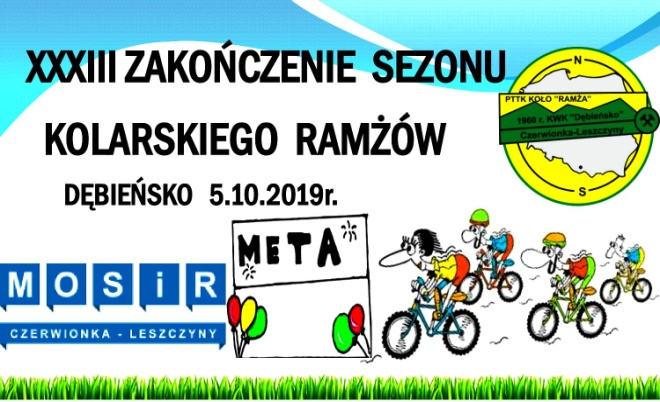 XXXIII ZAKOŃCZENIE SEZONU
KOLARSKIEGO RAMŻÓW
DĘBIEŃSKO 5.10.2019r.
N
PTTK KOŁO "RAMŻA"
1960 r. KWK "Dębieńsko"
Czerwionka-Leszczyny
S
META
MOSiR
CZERWIONKA - LESZCZYNY